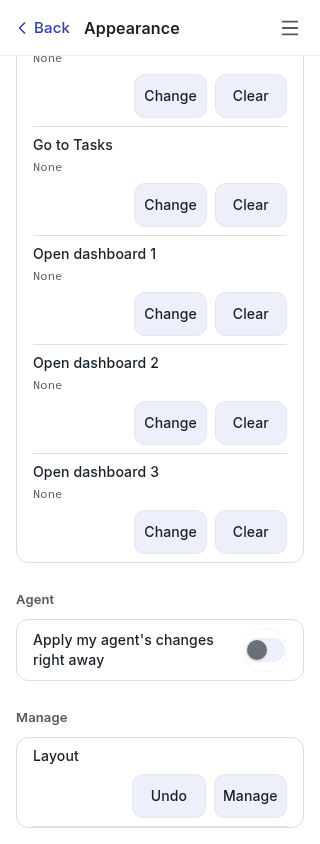 Back Appearance
None
Change Clear
Go to Tasks
None
Change Clear
Open dashboard 1
None
Change Clear
Open dashboard 2
None
Change Clear
Open dashboard 3
None
Change Clear
Agent
Apply my agent's changes
right away
Manage
Layout
Undo Manage